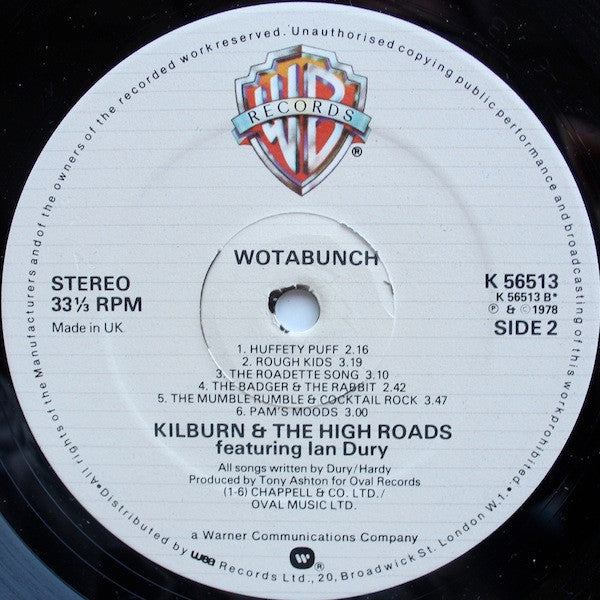 All rights of the Manufacturers and of the owners of the recorded work reserved. Unauthorised copying public performance and broadcasting of this work prohibited.
WB
RECORDS
®
WOTABUNCH
STEREO
33⅓ RPM
Made in UK
K 56513
K 56513 B*
Ⓟ & © 1978
SIDE 2
1. HUFFETY PUFF 2.16
2. ROUGH KIDS 3.19
3. THE ROADETTE SONG 3.10
4. THE BADGER & THE RABBIT 2.42
5. THE MUMBLE RUMBLE & COCKTAIL ROCK 3.47
6. PAM'S MOODS 3.00
KILBURN & THE HIGH ROADS
featuring Ian Dury
All songs written by Dury/Hardy
Produced by Tony Ashton for Oval Records
(1-6) CHAPPELL & CO. LTD./
OVAL MUSIC LTD.
a Warner Communications Company
W ®
•Distributed by wea Records Ltd., 20, Broadwick St. London W1.•